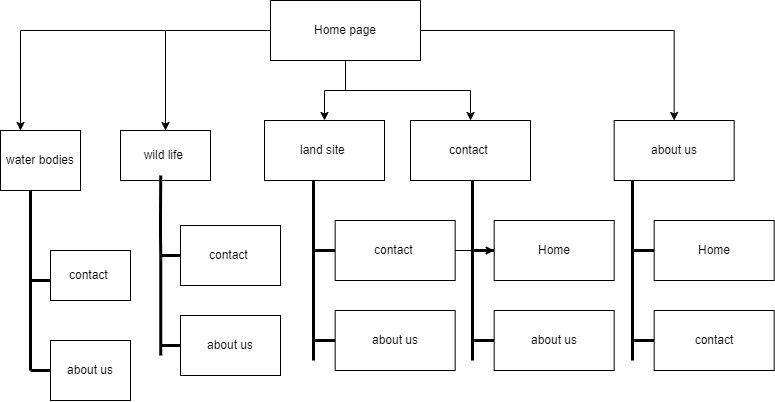 Home page
water bodies
wild life
land site
contact
about us
contact
about us
contact
about us
contact
about us
Home
about us
Home
contact